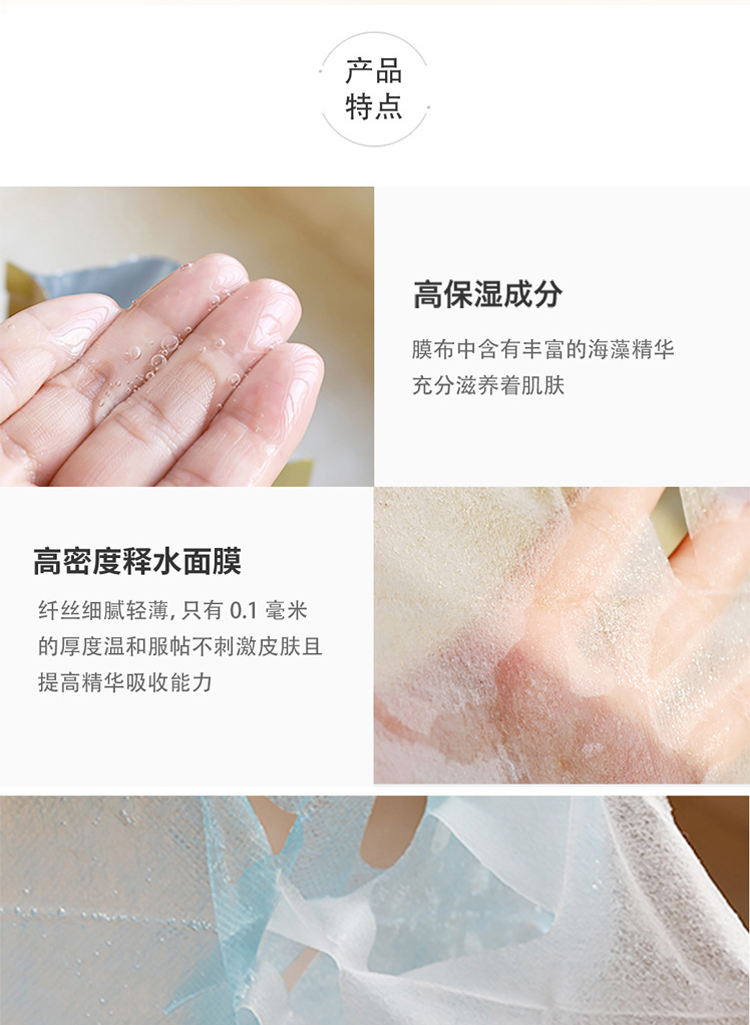 产品
特点
高保湿成分
膜布中含有丰富的海藻精华
充分滋养着肌肤
高密度释水面膜
纤丝细腻轻薄,只有 0.1 毫米
的厚度温和服帖不刺激皮肤且
提高精华吸收能力